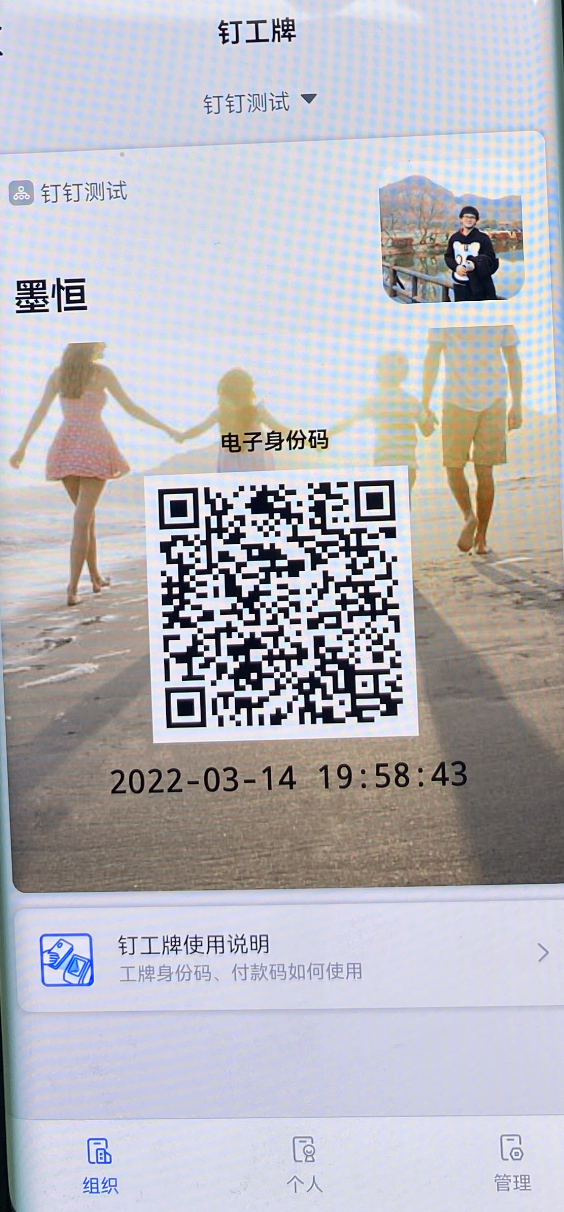 钉工牌
钉钉测试
钉钉测试
墨恒
电子身份码
2022-03-14 19:58:43
钉工牌使用说明
工牌身份码、付款码如何使用
组织
个人
管理